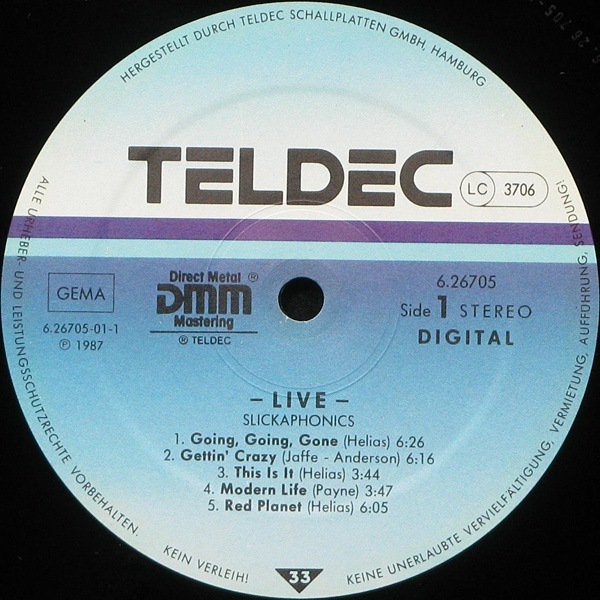 HERGESTELLT DURCH TELDEC SCHALLPLATTEN GMBH, HAMBURG
TELDEC
LC 3706
GEMA
6.26705-01-1
℗ 1987
Direct Metal ®
DMM
Mastering
® TELDEC
6.26705
Side 1 STEREO
DIGITAL
– LIVE –
SLICKAPHONICS
1. Going, Going, Gone (Helias) 6:26
2. Gettin' Crazy (Jaffe - Anderson) 6:16
3. This Is It (Helias) 3:44
4. Modern Life (Payne) 3:47
5. Red Planet (Helias) 6:05
33
ALLE URHEBER- UND LEISTUNGSSCHUTZRECHTE VORBEHALTEN. KEIN VERLEIH! KEINE UNERLAUBTE VERVIELFÄLTIGUNG, VERMIETUNG, AUFFÜHRUNG, SENDUNG!